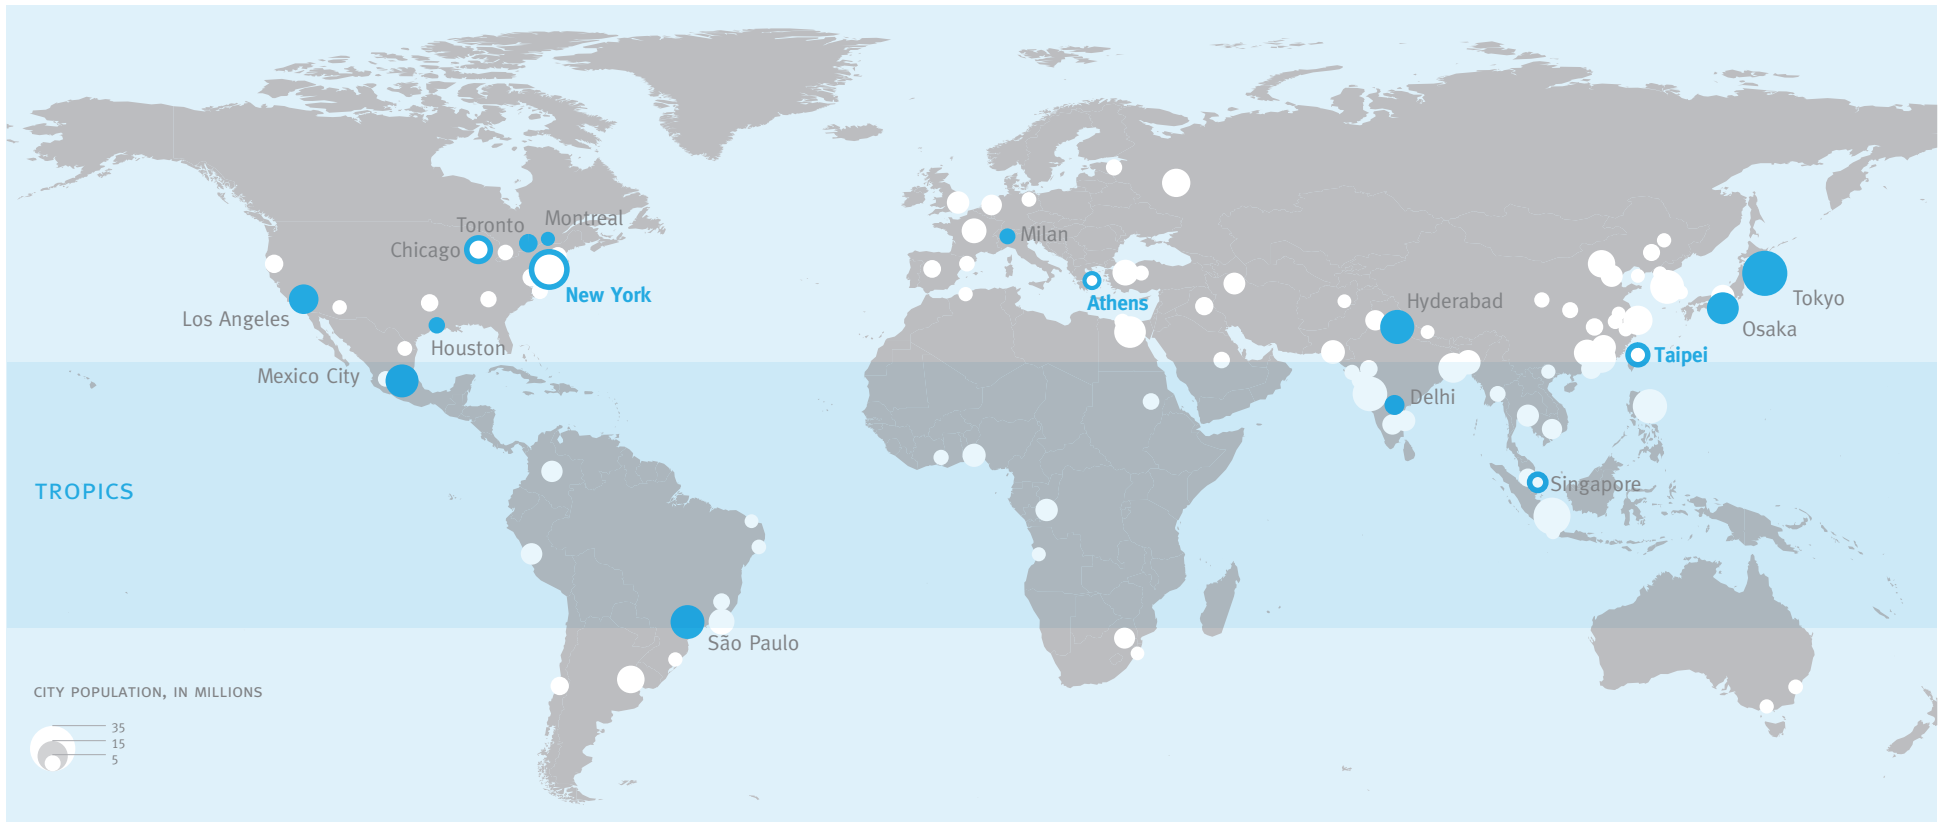 Toronto
Montreal
Chicago
Milan
New York
Athens
Los Angeles
Houston
Hyderabad
Tokyo
Osaka
Taipei
Mexico City
Delhi
TROPICS
Singapore
São Paulo
CITY POPULATION, IN MILLIONS
35
15
5